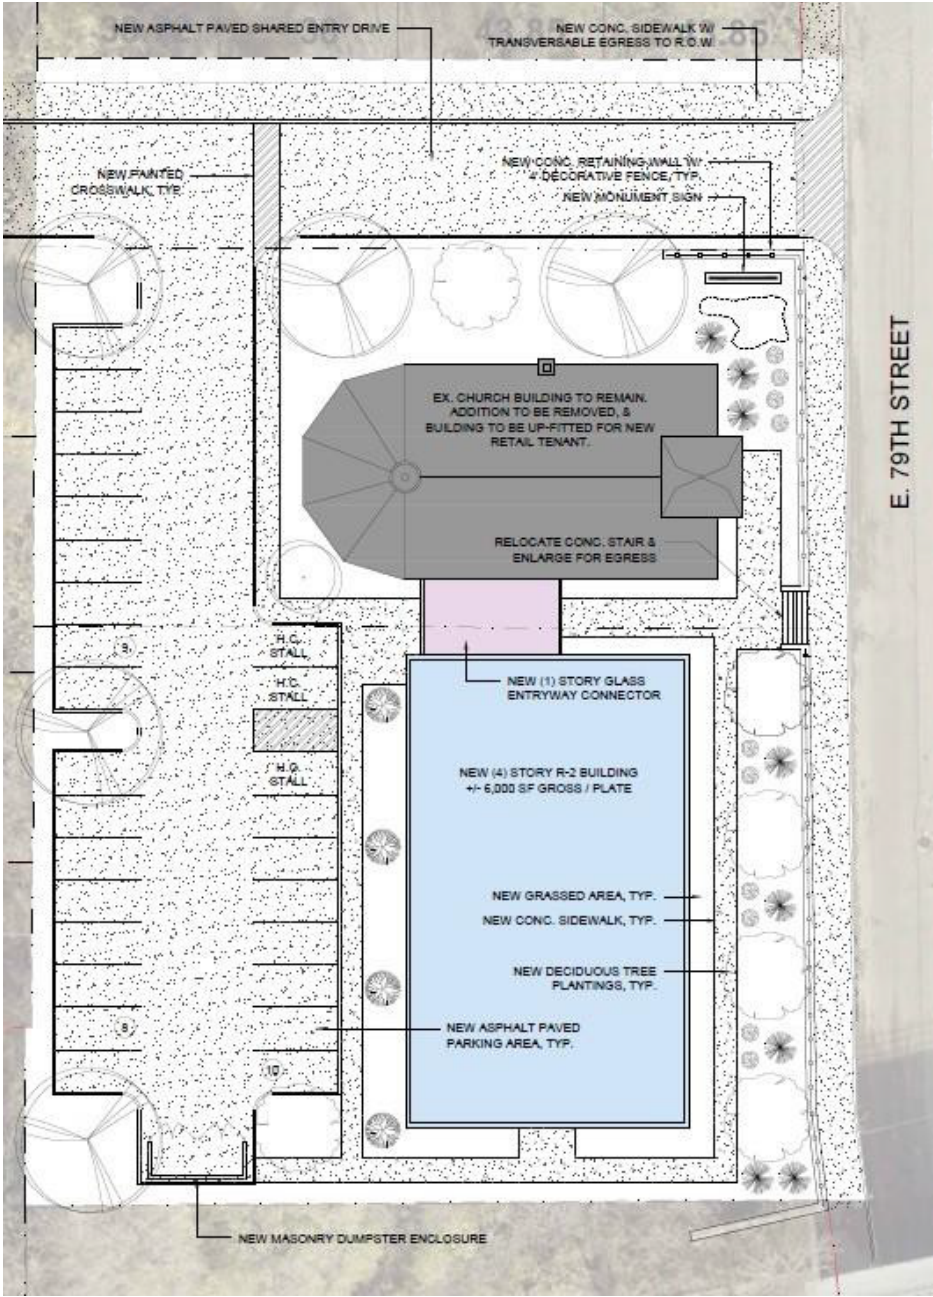 NEW ASPHALT PAVED SHARED ENTRY DRIVE
NEW CONC. SIDEWALK W/
TRANSVERSABLE EGRESS TO R.O.W.
NEW PAINTED
CROSSWALK, TYP.
NEW CONC. RETAINING WALL W/
4' DECORATIVE FENCE, TYP.
NEW MONUMENT SIGN
E. 79TH STREET
EX. CHURCH BUILDING TO REMAIN.
ADDITION TO BE REMOVED, &
BUILDING TO BE UP-FITTED FOR NEW
RETAIL TENANT.
RELOCATE CONC. STAIR &
ENLARGE FOR EGRESS
H.C.
STALL
9
H.C.
STALL
NEW (1) STORY GLASS
ENTRYWAY CONNECTOR
H.C.
STALL
NEW (4) STORY R-2 BUILDING
+/- 6,000 SF GROSS / PLATE
NEW GRASSED AREA, TYP.
NEW CONC. SIDEWALK, TYP.
NEW DECIDUOUS TREE
PLANTINGS, TYP.
8
NEW ASPHALT PAVED
PARKING AREA, TYP.
10
NEW MASONRY DUMPSTER ENCLOSURE